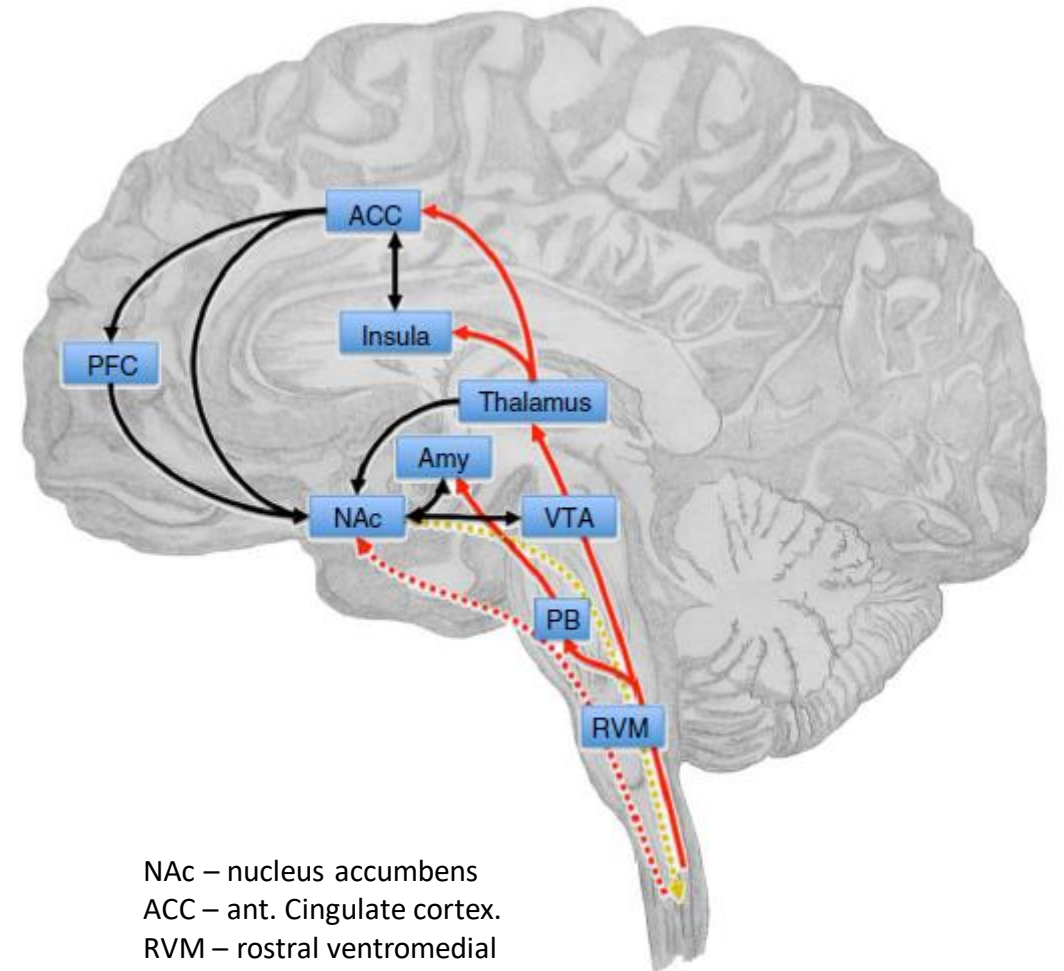 ACC
Insula
PFC
Thalamus
Amy
NAc
VTA
PB
RVM
NAc – nucleus accumbens
ACC – ant. Cingulate cortex.
RVM – rostral ventromedial